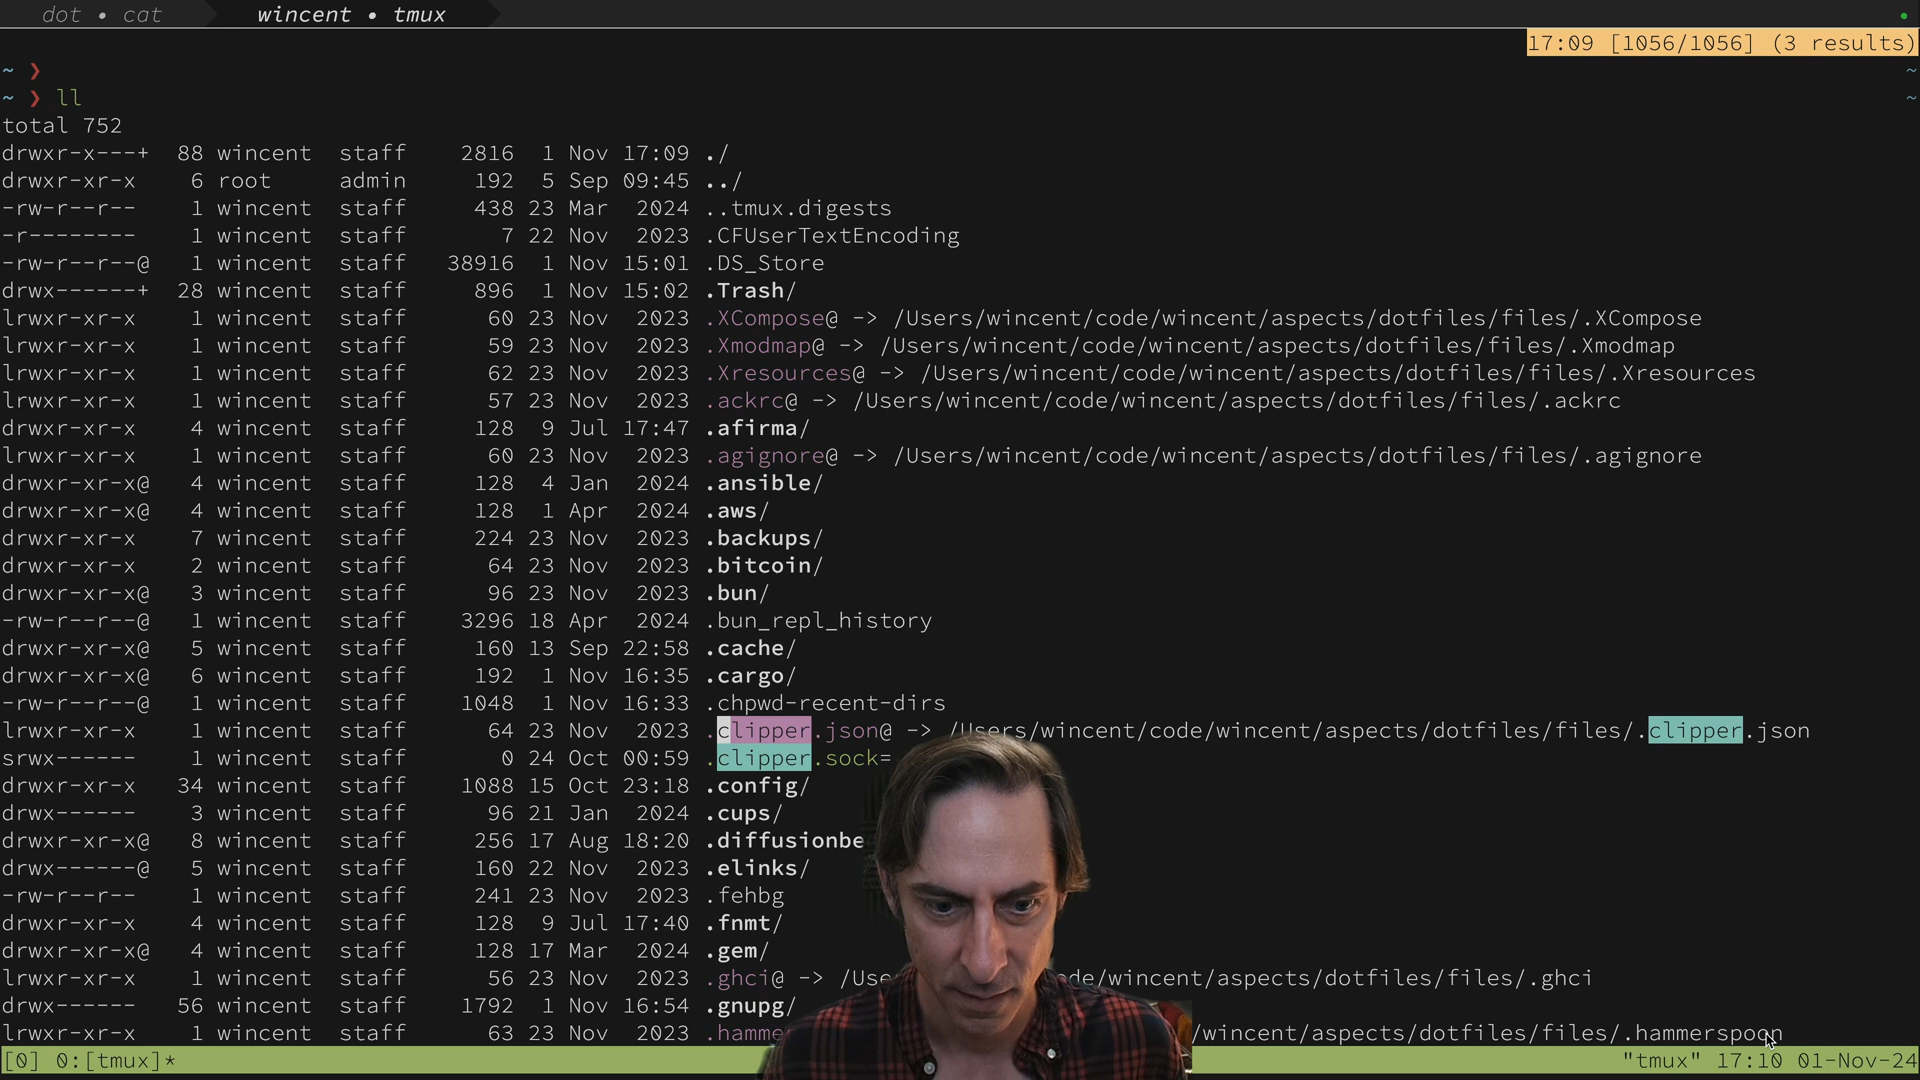 dot • cat wincent • tmux
17:09 [1056/1056] (3 results)
~ ❯ ~
~ ❯ ll ~
total 752
drwxr-x---+ 88 wincent staff 2816 1 Nov 17:09 ./
drwxr-xr-x 6 root admin 192 5 Sep 09:45 ../
-rw-r--r-- 1 wincent staff 438 23 Mar 2024 ..tmux.digests
-r-------- 1 wincent staff 7 22 Nov 2023 .CFUserTextEncoding
-rw-r--r--@ 1 wincent staff 38916 1 Nov 15:01 .DS_Store
drwx------+ 28 wincent staff 896 1 Nov 15:02 .Trash/
lrwxr-xr-x 1 wincent staff 60 23 Nov 2023 .XCompose@ -> /Users/wincent/code/wincent/aspects/dotfiles/files/.XCompose
lrwxr-xr-x 1 wincent staff 59 23 Nov 2023 .Xmodmap@ -> /Users/wincent/code/wincent/aspects/dotfiles/files/.Xmodmap
lrwxr-xr-x 1 wincent staff 62 23 Nov 2023 .Xresources@ -> /Users/wincent/code/wincent/aspects/dotfiles/files/.Xresources
lrwxr-xr-x 1 wincent staff 57 23 Nov 2023 .ackrc@ -> /Users/wincent/code/wincent/aspects/dotfiles/files/.ackrc
drwxr-xr-x 4 wincent staff 128 9 Jul 17:47 .afirma/
lrwxr-xr-x 1 wincent staff 60 23 Nov 2023 .agignore@ -> /Users/wincent/code/wincent/aspects/dotfiles/files/.agignore
drwxr-xr-x@ 4 wincent staff 128 4 Jan 2024 .ansible/
drwxr-xr-x@ 4 wincent staff 128 1 Apr 2024 .aws/
drwxr-xr-x 7 wincent staff 224 23 Nov 2023 .backups/
drwxr-xr-x 2 wincent staff 64 23 Nov 2023 .bitcoin/
drwxr-xr-x@ 3 wincent staff 96 23 Nov 2023 .bun/
-rw-r--r--@ 1 wincent staff 3296 18 Apr 2024 .bun_repl_history
drwxr-xr-x@ 5 wincent staff 160 13 Sep 22:58 .cache/
drwxr-xr-x@ 6 wincent staff 192 1 Nov 16:35 .cargo/
-rw-r--r--@ 1 wincent staff 1048 1 Nov 16:33 .chpwd-recent-dirs
lrwxr-xr-x 1 wincent staff 64 23 Nov 2023 .clipper.json@ -> /Users/wincent/code/wincent/aspects/dotfiles/files/.clipper.json
srwx------ 1 wincent staff 0 24 Oct 00:59 .clipper.sock=
drwxr-xr-x 34 wincent staff 1088 15 Oct 23:18 .config/
drwx------ 3 wincent staff 96 21 Jan 2024 .cups/
drwxr-xr-x@ 8 wincent staff 256 17 Aug 18:20 .diffusionbe
drwx------@ 5 wincent staff 160 22 Nov 2023 .elinks/
-rw-r--r-- 1 wincent staff 241 23 Nov 2023 .fehbg
drwxr-xr-x 4 wincent staff 128 9 Jul 17:40 .fnmt/
drwxr-xr-x@ 4 wincent staff 128 17 Mar 2024 .gem/
lrwxr-xr-x 1 wincent staff 56 23 Nov 2023 .ghci@ -> /Use de/wincent/aspects/dotfiles/files/.ghci
drwx------ 56 wincent staff 1792 1 Nov 16:54 .gnupg/
lrwxr-xr-x 1 wincent staff 63 23 Nov 2023 .hamme /wincent/aspects/dotfiles/files/.hammerspoon
[0] 0:[tmux]* "tmux" 17:10 01-Nov-24